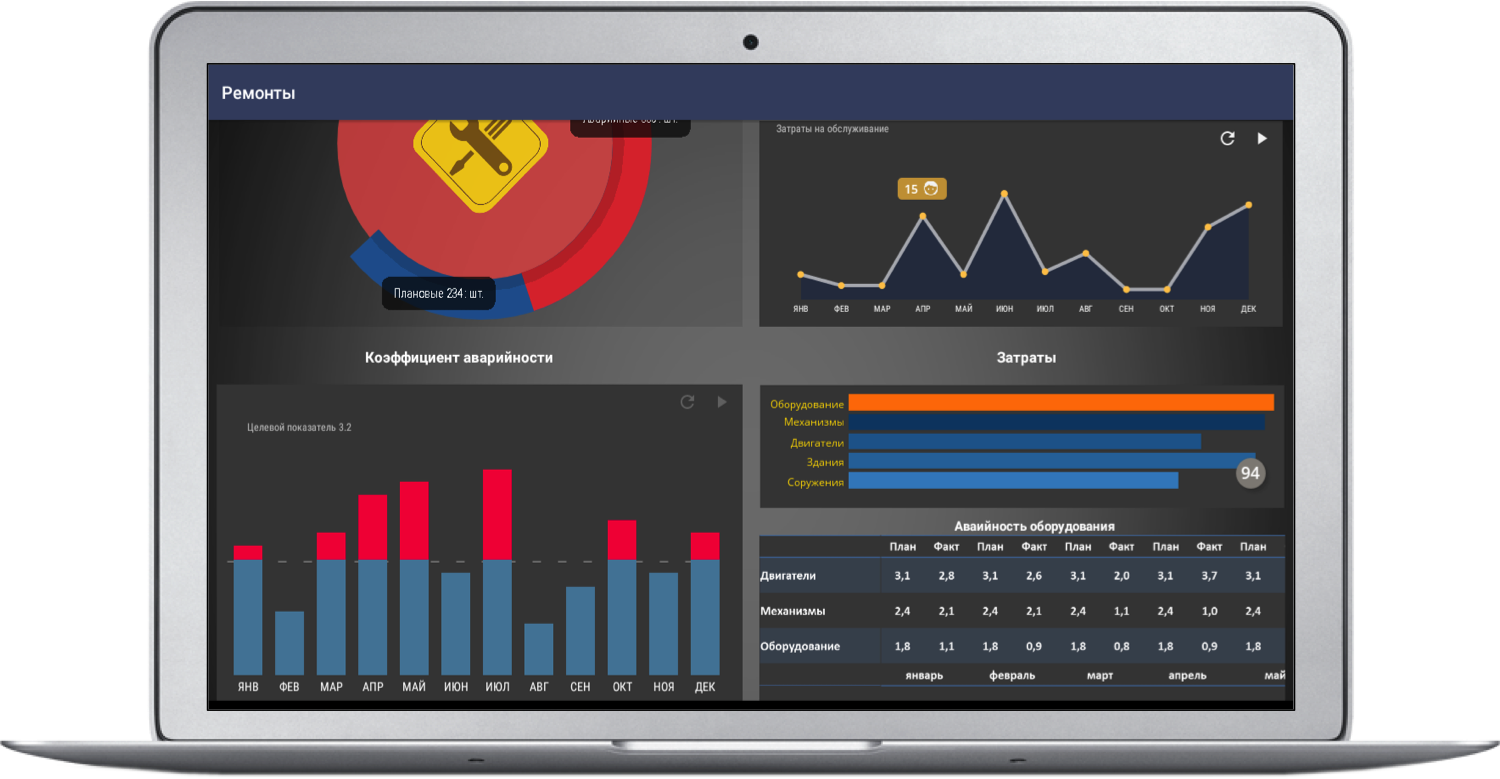 Ремонты
Плановые 234: шт.
Затраты на обслуживание
15
ЯНВ ФЕВ МАР АПР МАЙ ИЮН ИЮЛ АВГ СЕН ОКТ НОЯ ДЕК
Коэффициент аварийности
Целевой показатель 3.2
ЯНВ ФЕВ МАР АПР МАЙ ИЮН ИЮЛ АВГ СЕН ОКТ НОЯ ДЕК
Затраты
Оборудование
Механизмы
Двигатели
Здания
94
Соружения
Аваийность оборудования
План Факт План Факт План Факт План Факт План
Двигатели 3,1 2,8 3,1 2,6 3,1 2,0 3,1 3,7 3,1
Механизмы 2,4 2,1 2,4 2,1 2,4 1,1 2,4 1,0 2,4
Оборудование 1,8 1,1 1,8 0,9 1,8 0,8 1,8 0,9 1,8
январь февраль март апрель май